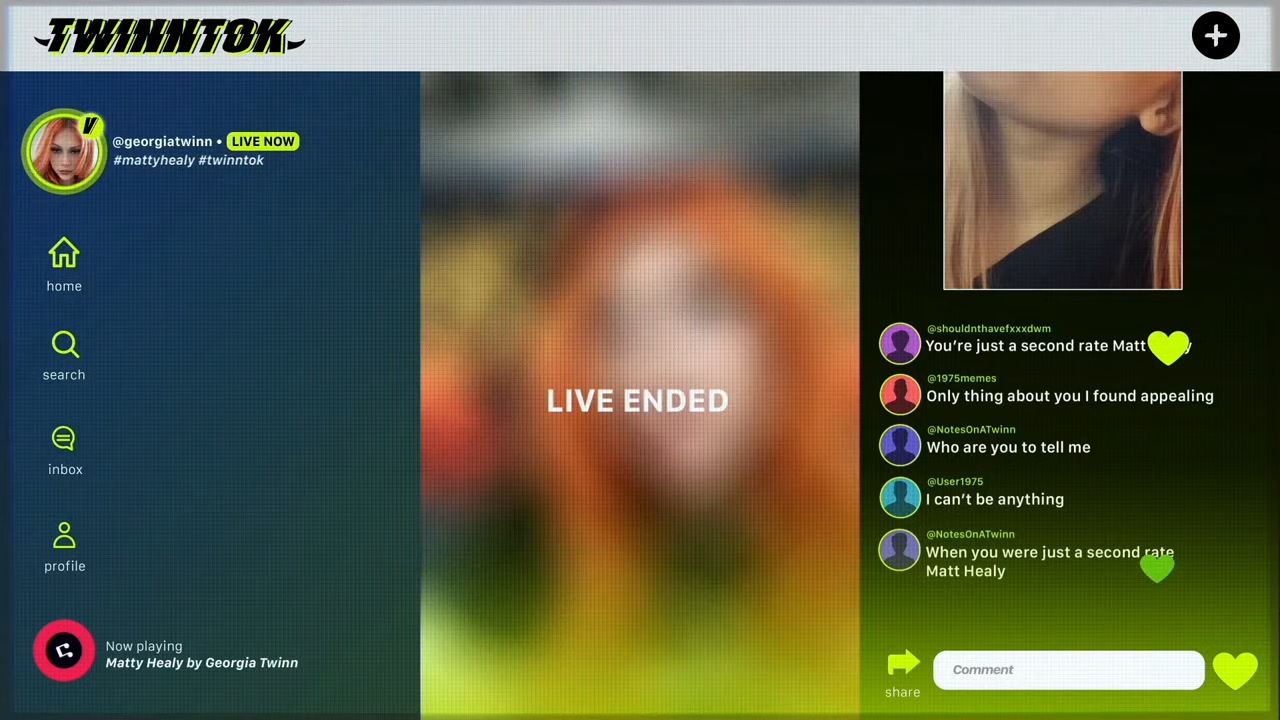 TWINNTOK
@georgiatwinn • LIVE NOW
#mattyhealy #twinntok
home
search
inbox
profile
Now playing
Matty Healy by Georgia Twinn
LIVE ENDED
@shouldnthavefxxxdwm
You're just a second rate Matt
@1975memes
Only thing about you I found appealing
@NotesOnATwinn
Who are you to tell me
@User1975
I can't be anything
@NotesOnATwinn
When you were just a second rate
Matt Healy
share
Comment